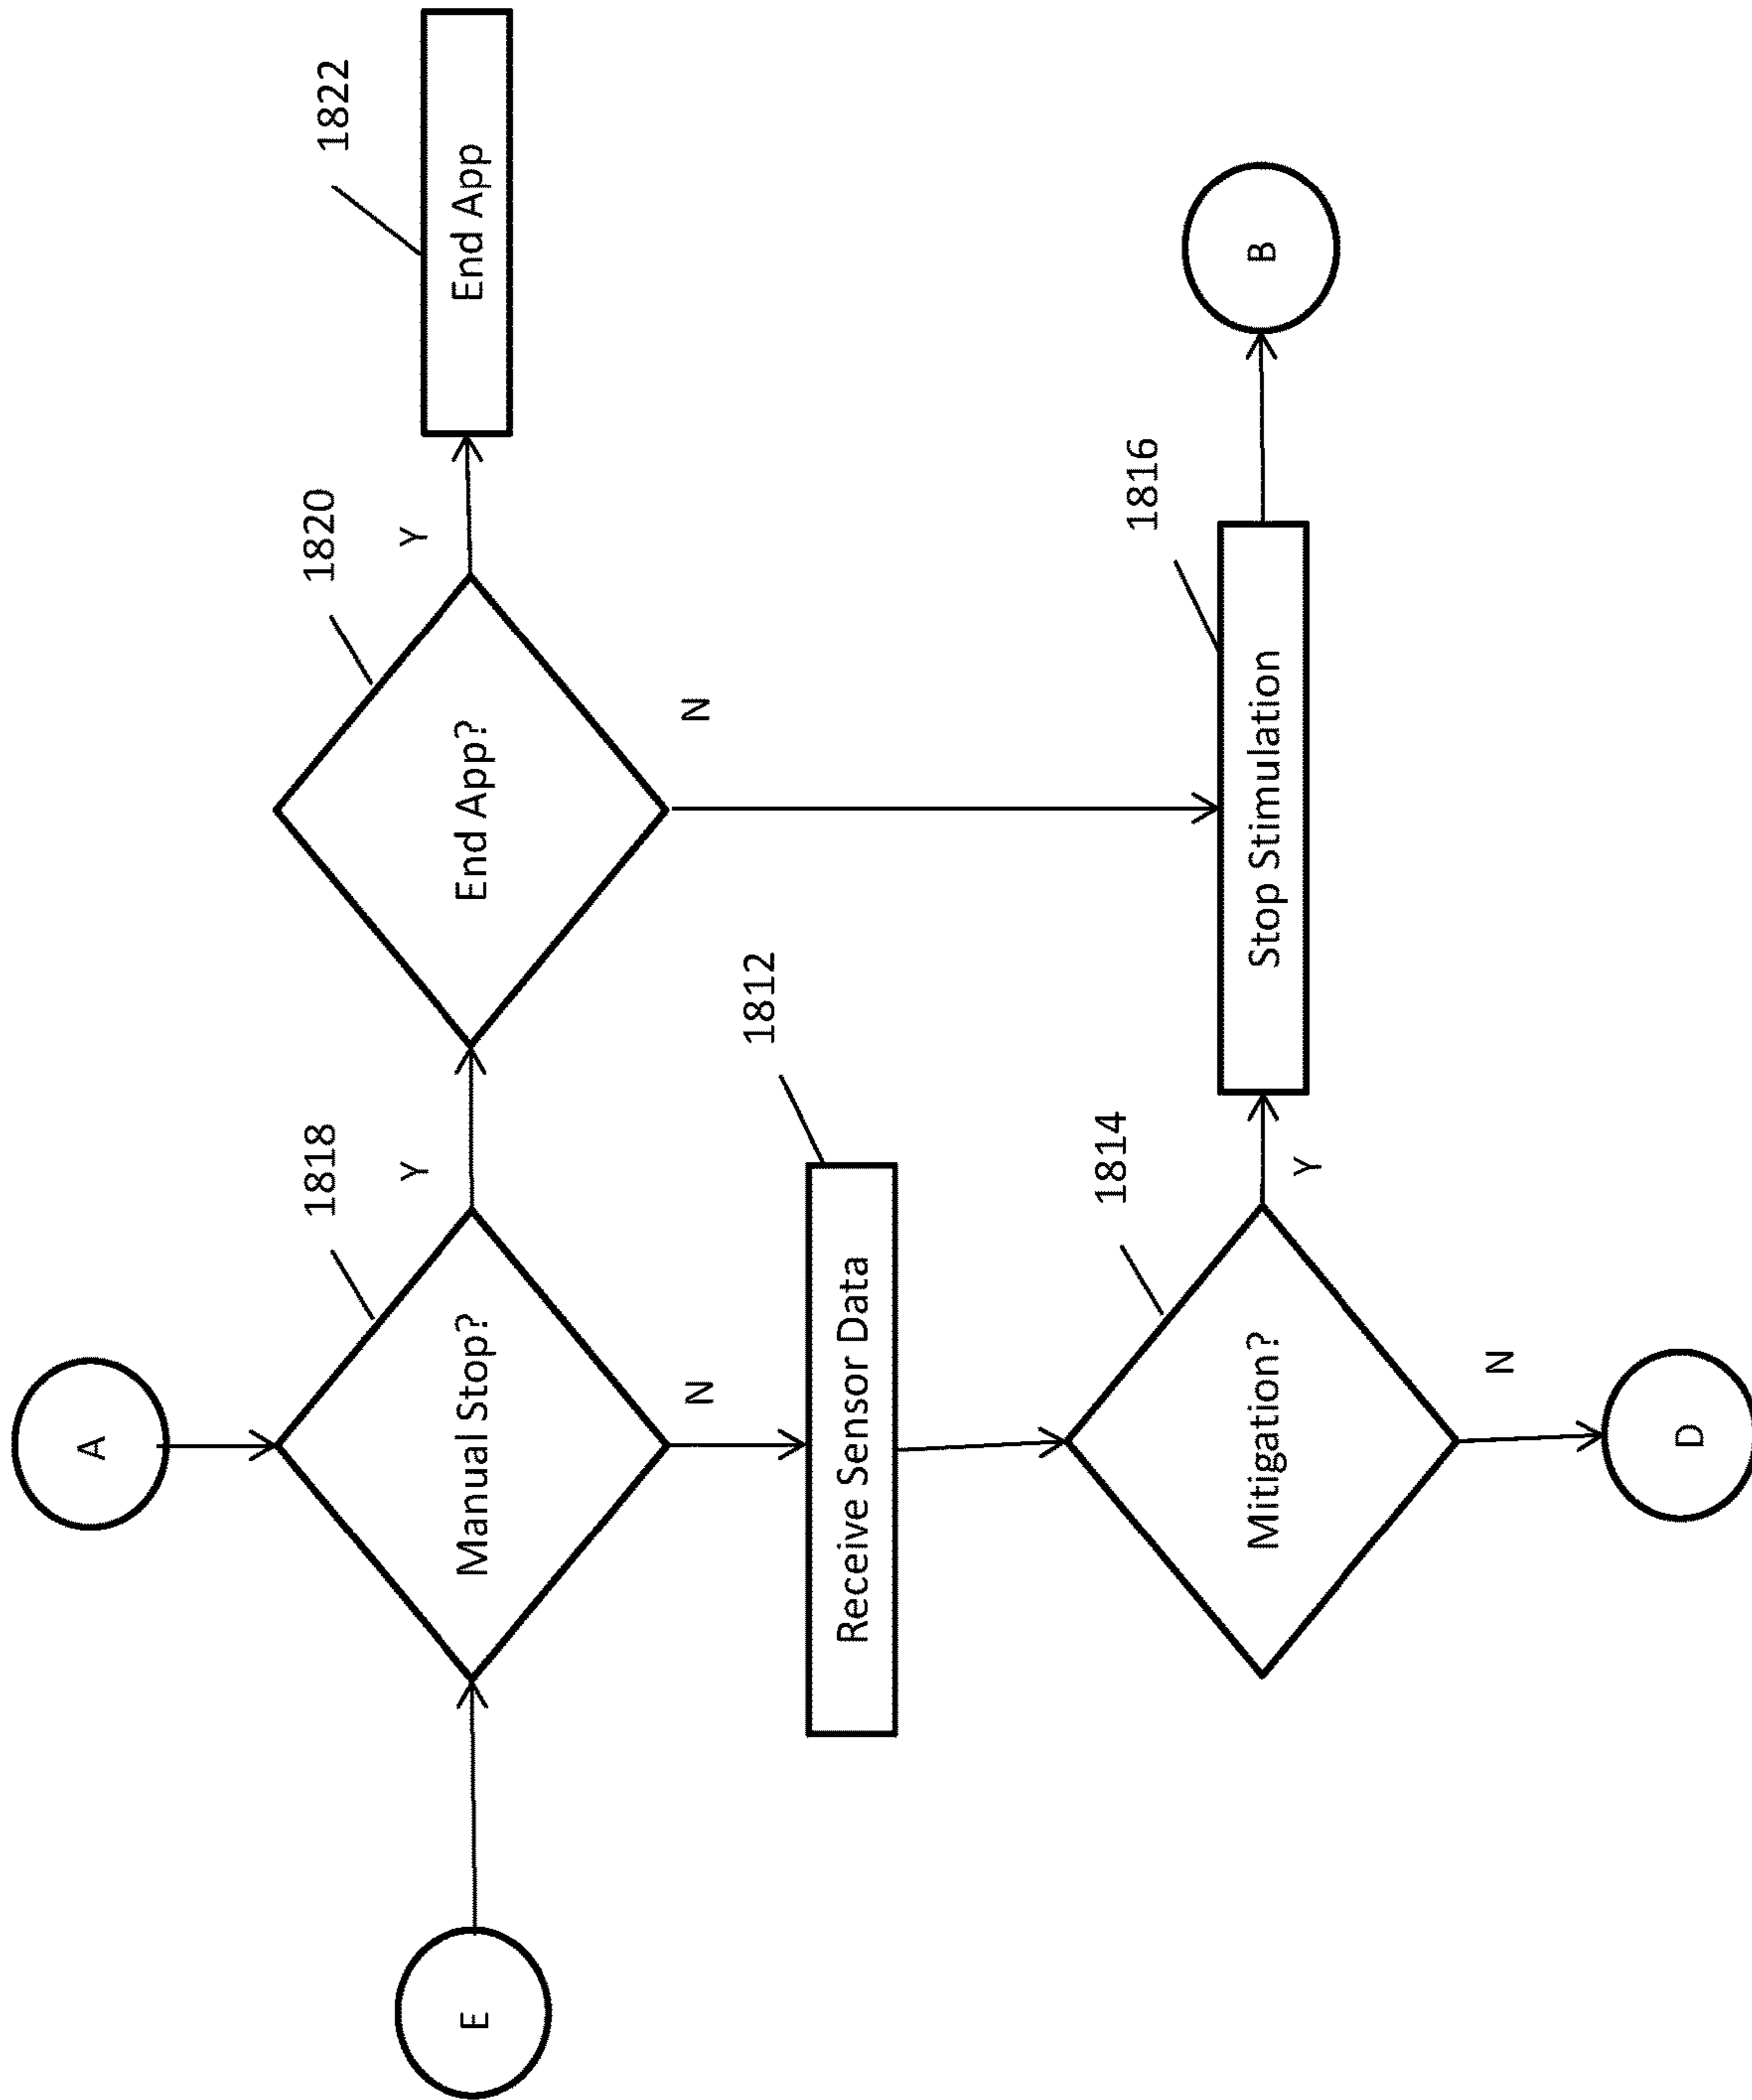 A
1818
1820
1822
E
Manual Stop?
Y
End App?
Y
End App
N
N
1812
Receive Sensor Data
1814
1816
Mitigation?
Y
Stop Stimulation
B
N
D